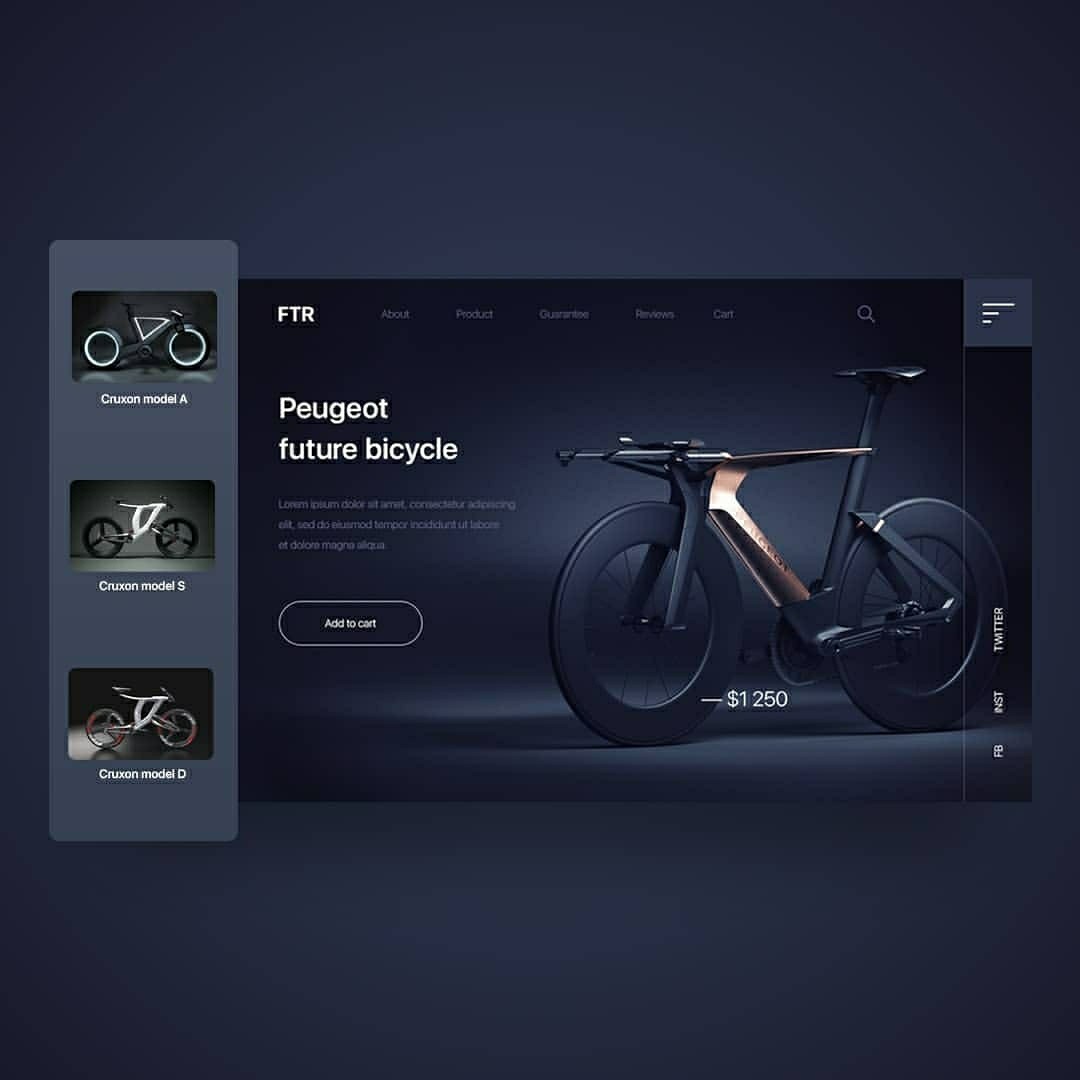 Cruxon model A
Cruxon model S
Cruxon model D
FTR
About
Product
Guarantee
Reviews
Cart
Peugeot
future bicycle
Lorem ipsum dolor sit amet, consectetur adipiscing
elit, sed do eiusmod tempor incididunt ut labore
et dolore magna aliqua.
Add to cart
PEUGEOT
— $1 250
TWITTER
INST
FB